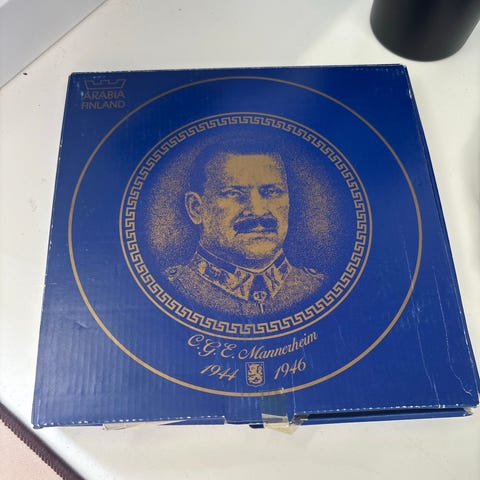 ARABIA
FINLAND
C.G.E. Mannerheim
1944 1946